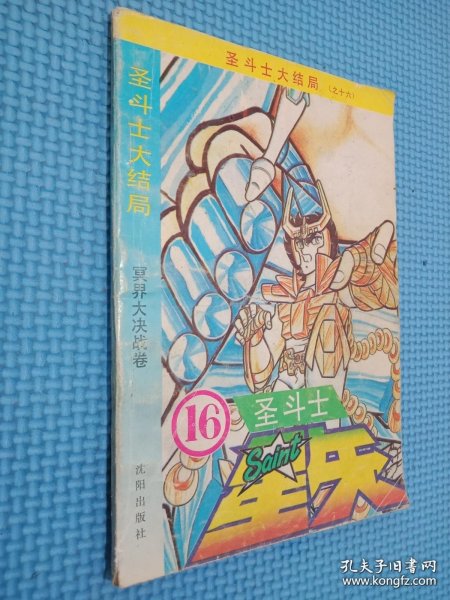 圣斗士大结局（之十六）
圣斗士大结局
冥界大决战卷
沈阳出版社
16
圣斗士
Saint
星矢
孔夫子旧书网
www.kongfz.com